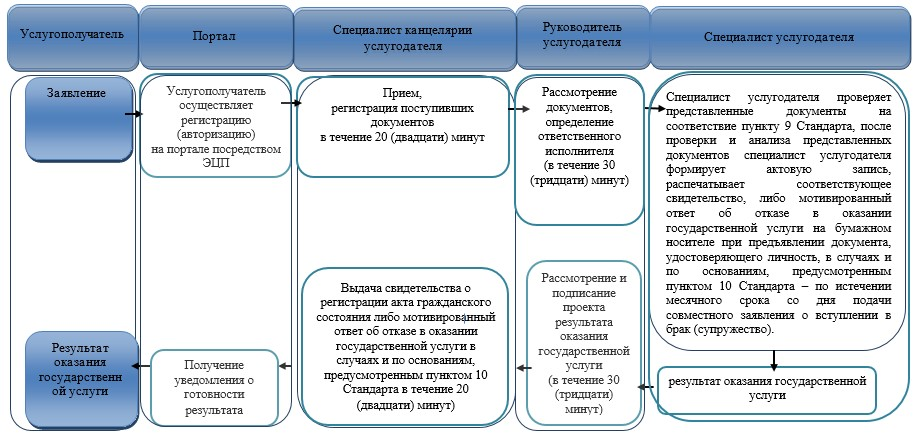 Услугополучатель
Портал
Специалист канцелярии
услугодателя
Руководитель
услугодателя
Специалист услугодателя
Заявление
Услугополучатель
осуществляет
регистрацию
(авторизацию)
на портале посредством
ЭЦП
Прием,
регистрация поступивших
документов
в течение 20 (двадцати) минут
Рассмотрение
документов,
определение
ответственного
исполнителя
(в течение 30
(тридцати) минут)
Специалист услугодателя проверяет
представленные документы на
соответствие пункту 9 Стандарта, после
проверки и анализа представленных
документов специалист услугодателя
формирует актовую запись,
распечатывает соответствующее
свидетельство, либо мотивированный
ответ об отказе в оказании
государственной услуги на бумажном
носителе при предъявлении документа,
удостоверяющего личность, в случаях и
по основаниям, предусмотренным
пунктом 10 Стандарта – по истечении
месячного срока со дня подачи
совместного заявления о вступлении в
брак (супружество).
результат оказания государственной
услуги
Рассмотрение и
подписание
проекта
результата
оказания
государственной
услуги
(в течение 30
(тридцати)
минут)
Выдача свидетельства о
регистрации акта гражданского
состояния либо мотивированный
ответ об отказе в оказании
государственной услуги в
случаях и по основаниям,
предусмотренным пунктом 10
Стандарта в течение 20
(двадцати) минут)
Получение
уведомления о
готовности
результата
Результат
оказания
государственн
ой услуги